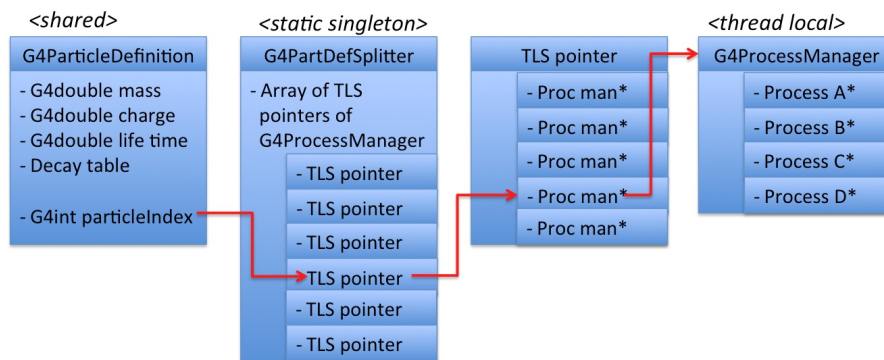 <shared>
G4ParticleDefinition
- G4double mass
- G4double charge
- G4double life time
- Decay table
- G4int particleIndex
<static singleton>
G4PartDefSplitter
- Array of TLS
pointers of
G4ProcessManager
- TLS pointer
- TLS pointer
- TLS pointer
- TLS pointer
- TLS pointer
- TLS pointer
TLS pointer
- Proc man*
- Proc man*
- Proc man*
- Proc man*
- Proc man*
<thread local>
G4ProcessManager
- Process A*
- Process B*
- Process C*
- Process D*